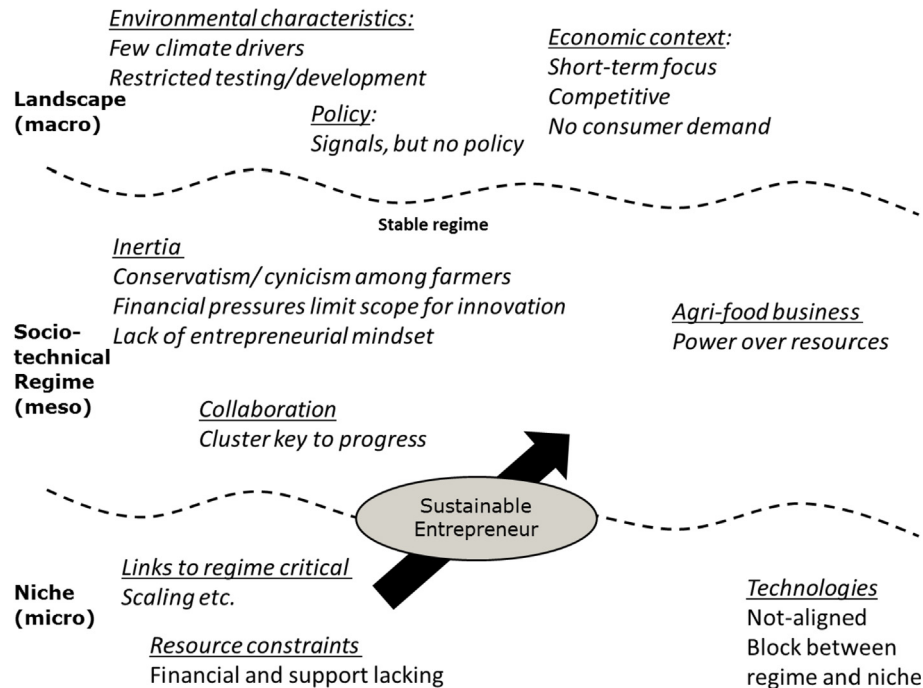 Environmental characteristics:
Few climate drivers
Restricted testing/development
Economic context:
Short-term focus
Competitive
No consumer demand
Landscape
(macro)
Policy:
Signals, but no policy
Stable regime
Inertia
Conservatism/ cynicism among farmers
Financial pressures limit scope for innovation
Lack of entrepreneurial mindset
Agri-food business
Power over resources
Socio-
technical
Regime
(meso)
Collaboration
Cluster key to progress
Sustainable
Entrepreneur
Links to regime critical
Scaling etc.
Niche
(micro)
Resource constraints
Financial and support lacking
Technologies
Not-aligned
Block between
regime and niche